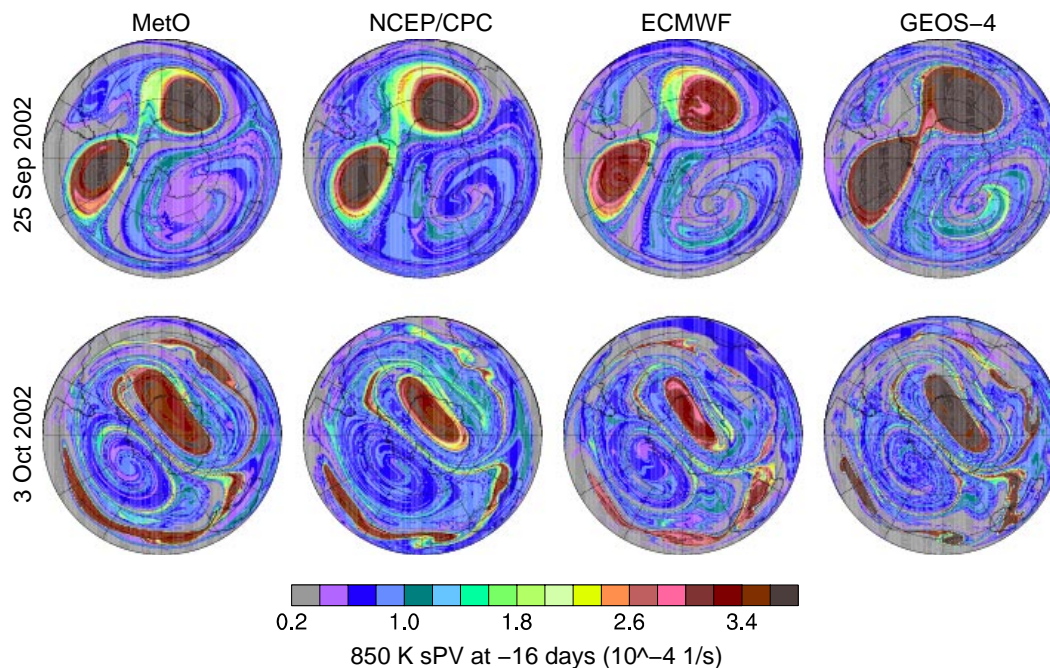 MetO NCEP/CPC ECMWF GEOS−4
25 Sep 2002
3 Oct 2002
0.2 1.0 1.8 2.6 3.4
850 K sPV at −16 days (10^−4 1/s)